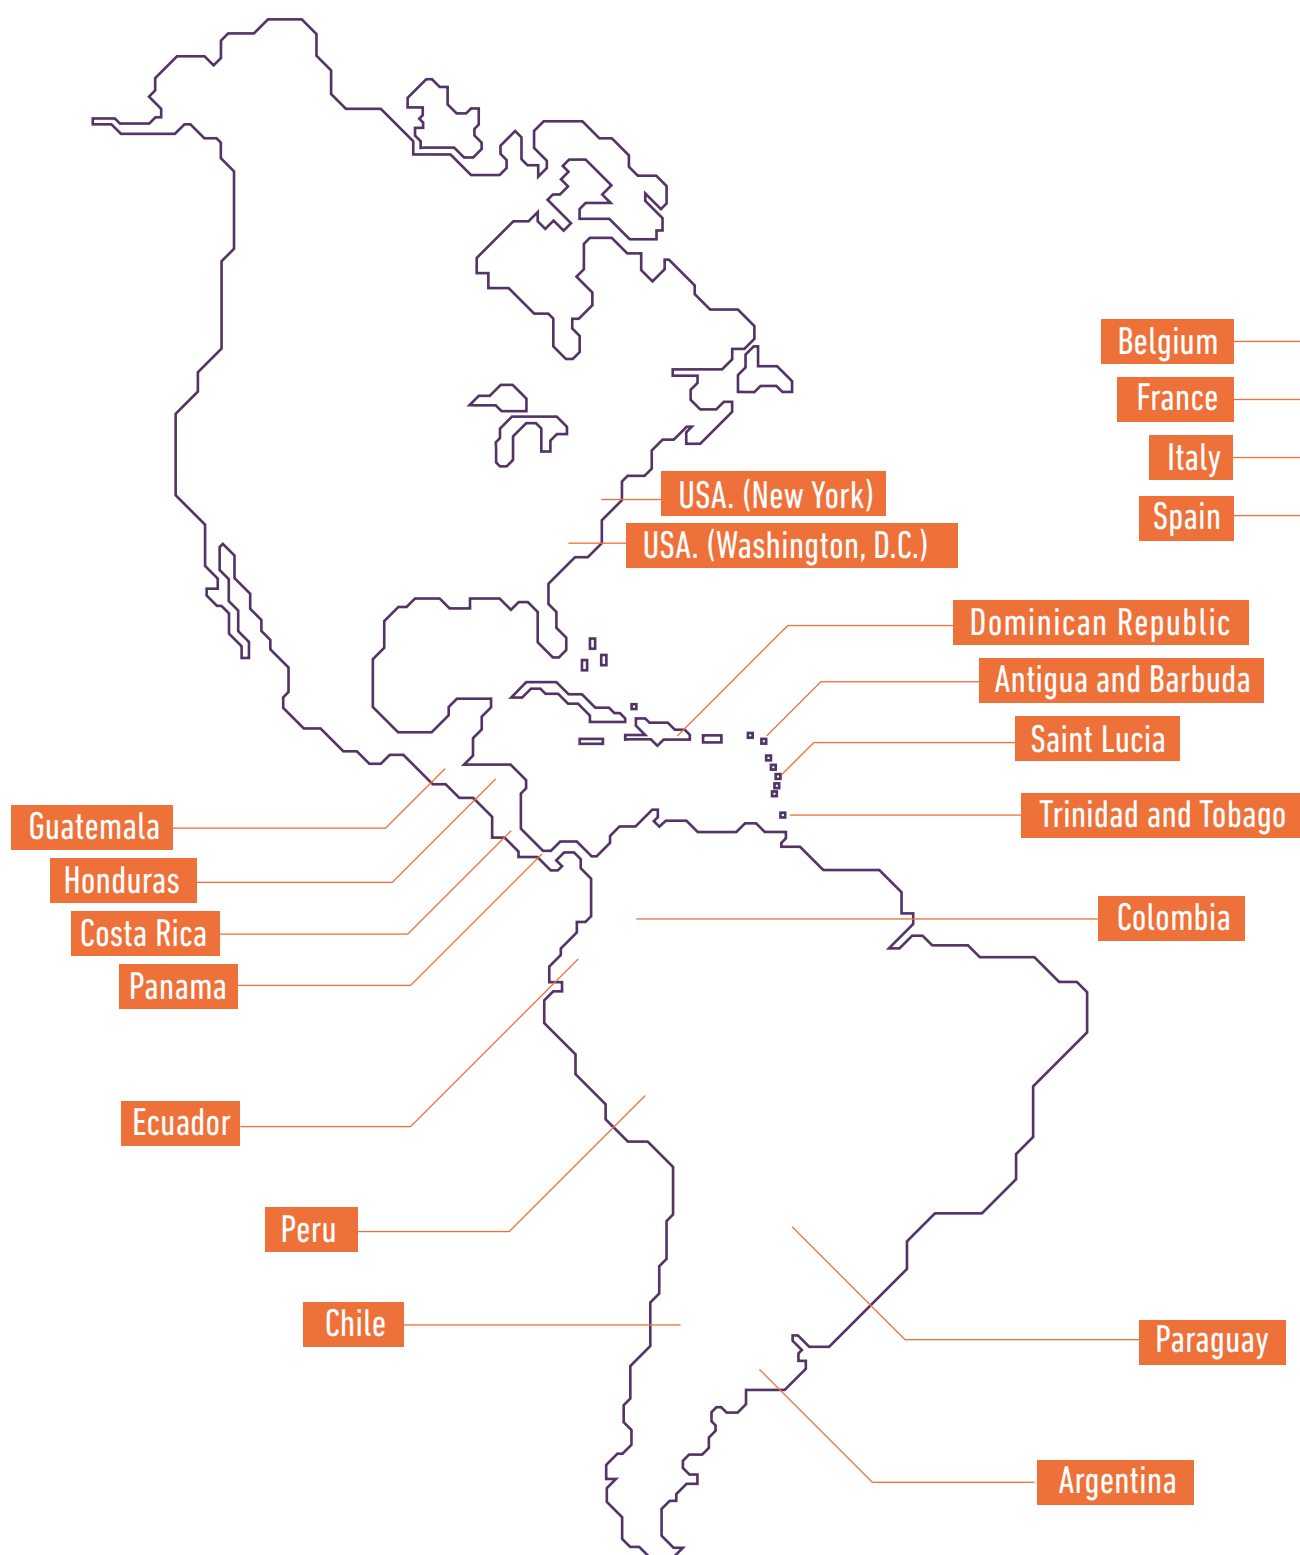 Belgium
France
Italy
Spain
USA. (New York)
USA. (Washington, D.C.)
Dominican Republic
Antigua and Barbuda
Saint Lucia
Trinidad and Tobago
Guatemala
Honduras
Costa Rica
Panama
Colombia
Ecuador
Peru
Chile
Paraguay
Argentina